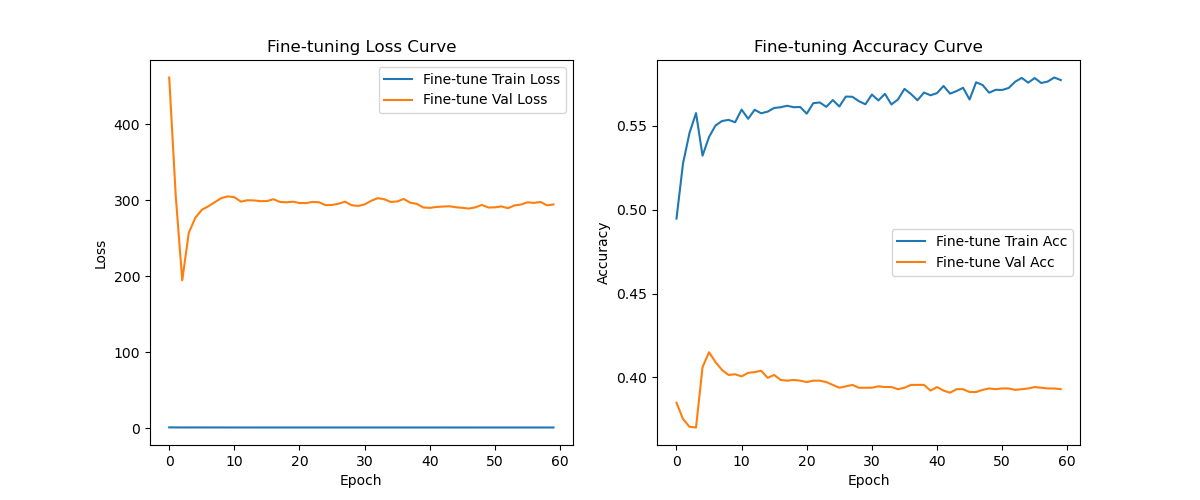 Fine-tuning Loss Curve
Fine-tune Train Loss
Fine-tune Val Loss
400
300
200
100
0
Loss
0 10 20 30 40 50 60
Epoch
Fine-tuning Accuracy Curve
Fine-tune Train Acc
Fine-tune Val Acc
0.55
0.50
0.45
0.40
Accuracy
0 10 20 30 40 50 60
Epoch